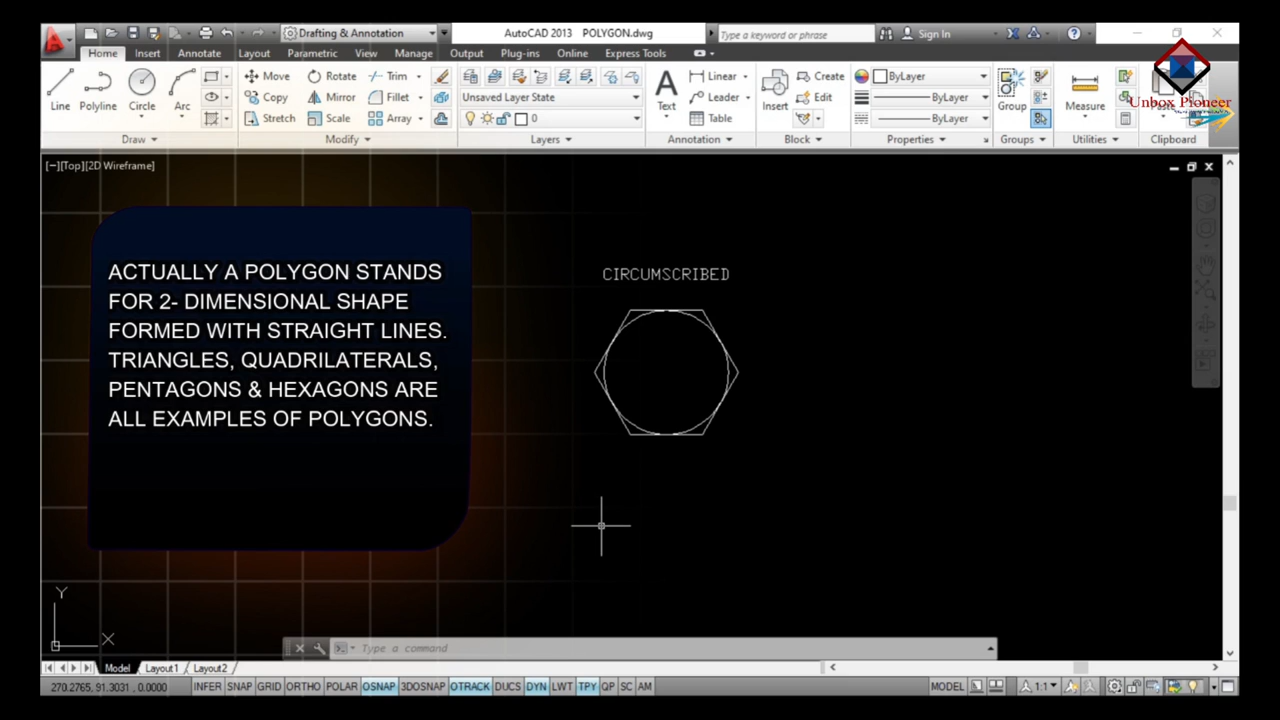 Drafting & Annotation
AutoCAD 2013 POLYGON.dwg
Type a keyword or phrase
Sign In
Home Insert Annotate Layout Parametric View Manage Output Plug-ins Online Express Tools
Move Rotate Trim
Unsaved Layer State
Line Polyline Circle Arc
Copy Mirror Fillet
Stretch Scale Array
0
Text
Linear
Leader
Table
Insert
Create
Edit
ByLayer
ByLayer
ByLayer
Group
Measure
Unbox Pioneer
Draw Modify Layers Annotation Block Properties Groups Utilities Clipboard
[−][Top][2D Wireframe]
ACTUALLY A POLYGON STANDS
FOR 2- DIMENSIONAL SHAPE
FORMED WITH STRAIGHT LINES.
TRIANGLES, QUADRILATERALS,
PENTAGONS & HEXAGONS ARE
ALL EXAMPLES OF POLYGONS.
CIRCUMSCRIBED
Y
X
Type a command
Model Layout1 Layout2
270.2765, 91.3031 , 0.0000 INFER SNAP GRID ORTHO POLAR OSNAP 3DOSNAP OTRACK DUCS DYN LWT TPY QP SC AM MODEL 1:1